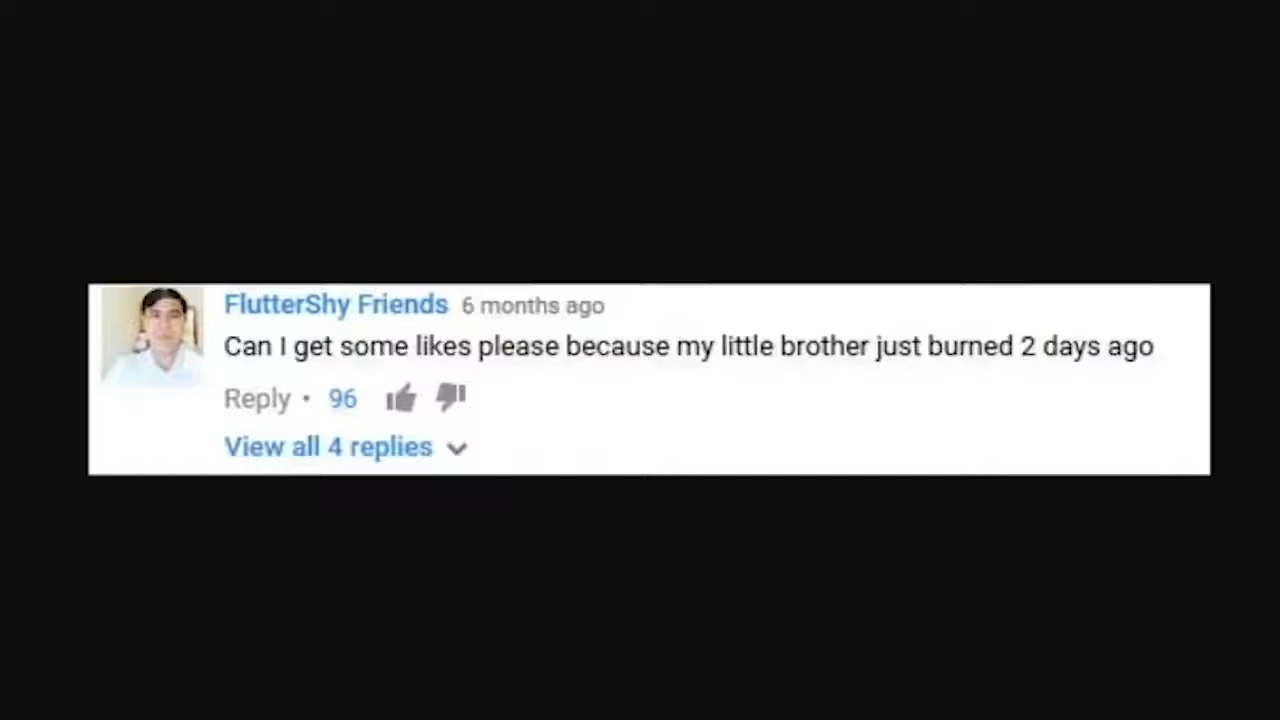 FlutterShy Friends 6 months ago
Can I get some likes please because my little brother just burned 2 days ago
Reply • 96
View all 4 replies